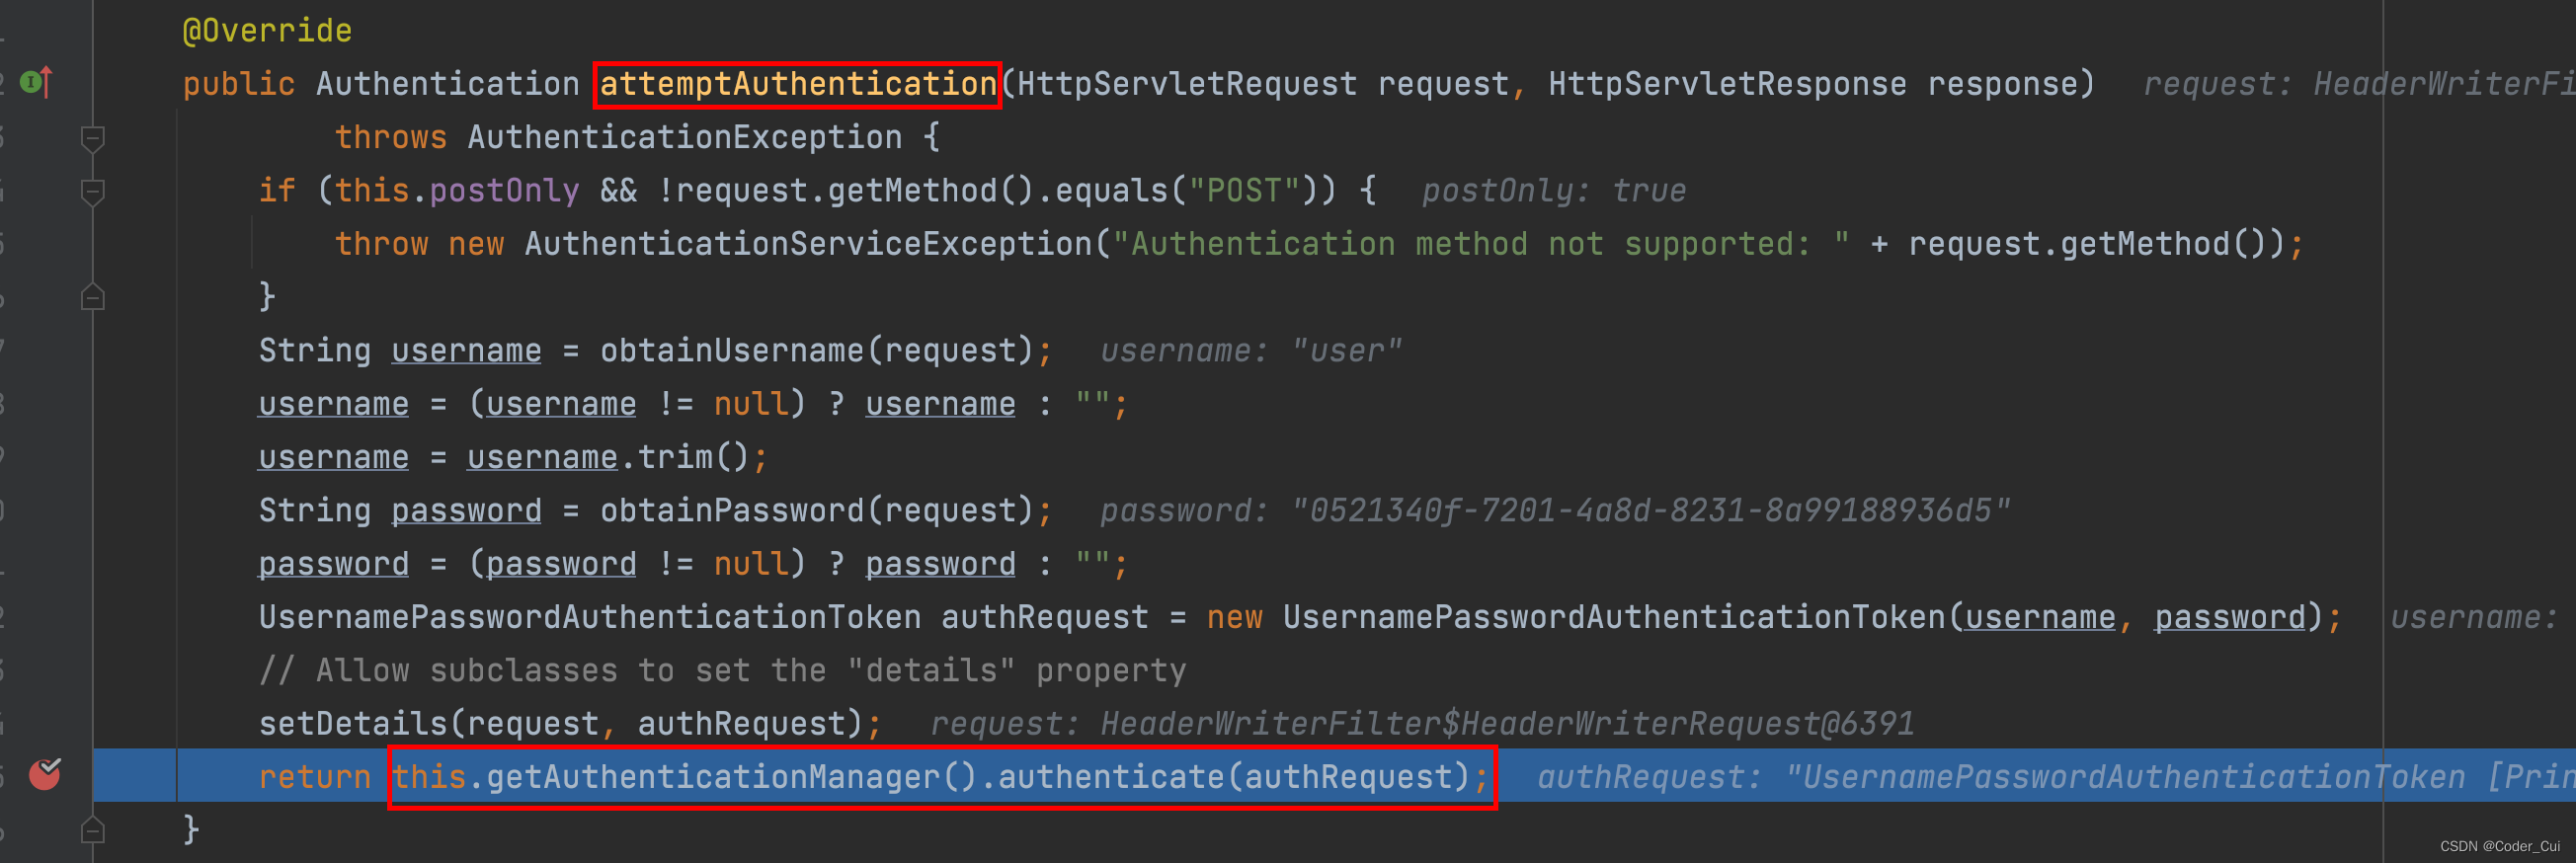 @Override
public Authentication attemptAuthentication(HttpServletRequest request, HttpServletResponse response) request: HeaderWriterFi
throws AuthenticationException {
if (this.postOnly && !request.getMethod().equals("POST")) { postOnly: true
throw new AuthenticationServiceException("Authentication method not supported: " + request.getMethod());
}
String username = obtainUsername(request); username: "user"
username = (username != null) ? username : "";
username = username.trim();
String password = obtainPassword(request); password: "0521340f-7201-4a8d-8231-8a99188936d5"
password = (password != null) ? password : "";
UsernamePasswordAuthenticationToken authRequest = new UsernamePasswordAuthenticationToken(username, password); username:
// Allow subclasses to set the "details" property
setDetails(request, authRequest); request: HeaderWriterFilter$HeaderWriterRequest@6391
return this.getAuthenticationManager().authenticate(authRequest); authRequest: "UsernamePasswordAuthenticationToken [Prin
}
CSDN @Coder_Cui